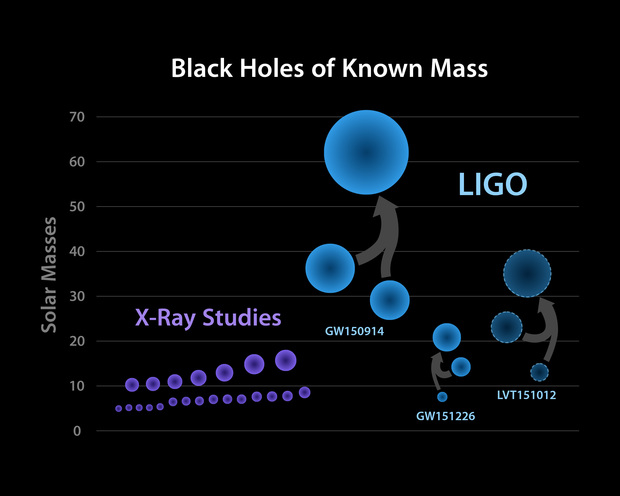 Black Holes of Known Mass
Solar Masses
70
60
50
40
30
20
10
0
LIGO
X-Ray Studies
GW150914
GW151226
LVT151012